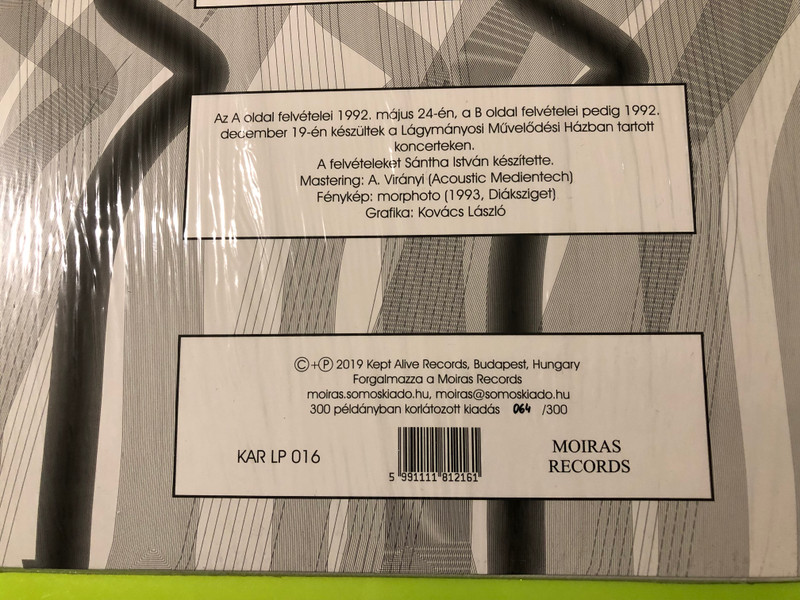 Az A oldal felvételei 1992. május 24-én, a B oldal felvételei pedig 1992.
december 19-én készültek a Lágymányosi Művelődési Házban tartott
koncerteken.
A felvételeket Sántha István készítette.
Mastering: A. Virányi (Acoustic Medientech)
Fénykép: morphoto (1993, Diáksziget)
Grafika: Kovács László
©+℗ 2019 Kept Alive Records, Budapest, Hungary
Forgalmazza a Moiras Records
moiras.somoskiado.hu, moiras@somoskiado.hu
300 példányban korlátozott kiadás 064 /300
KAR LP 016
5 991111 812161
MOIRAS
RECORDS